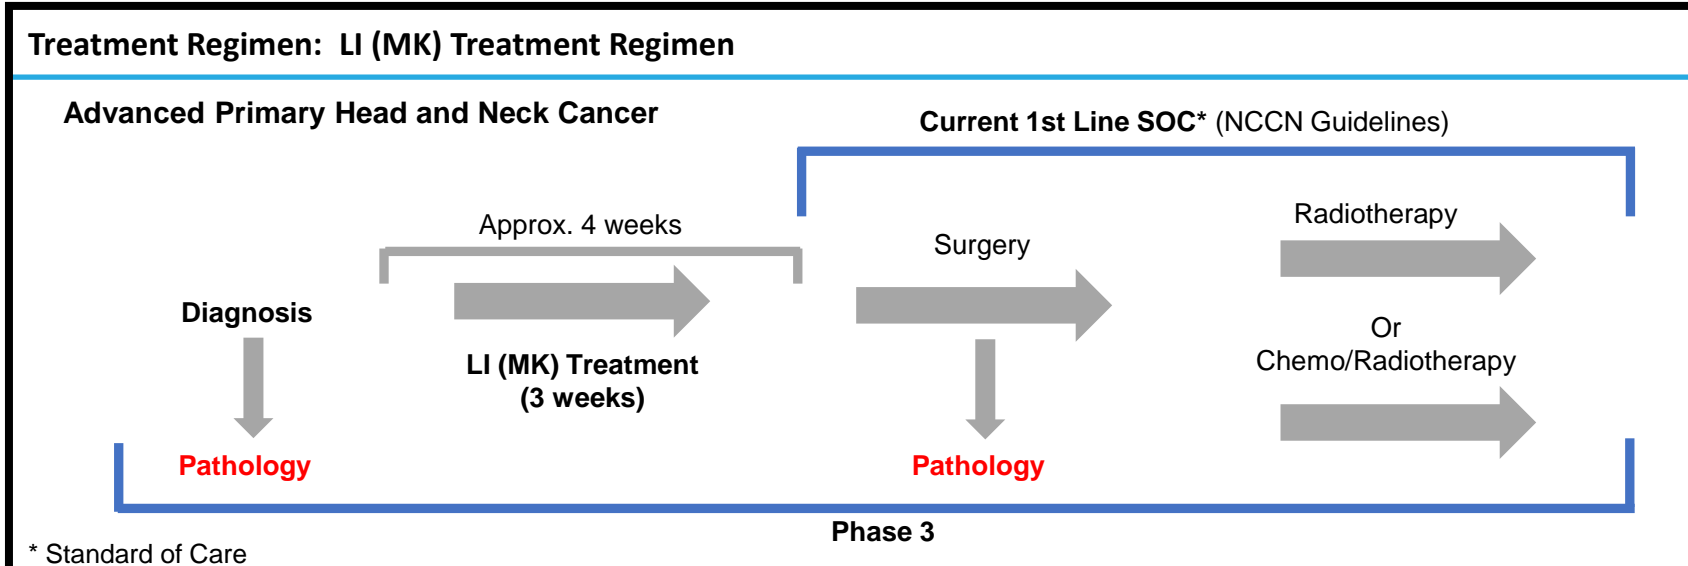 Treatment Regimen: LI (MK) Treatment Regimen
Advanced Primary Head and Neck Cancer
Current 1st Line SOC* (NCCN Guidelines)
Approx. 4 weeks
Diagnosis
Pathology
LI (MK) Treatment
(3 weeks)
Surgery
Pathology
Radiotherapy
Or
Chemo/Radiotherapy
Phase 3
* Standard of Care